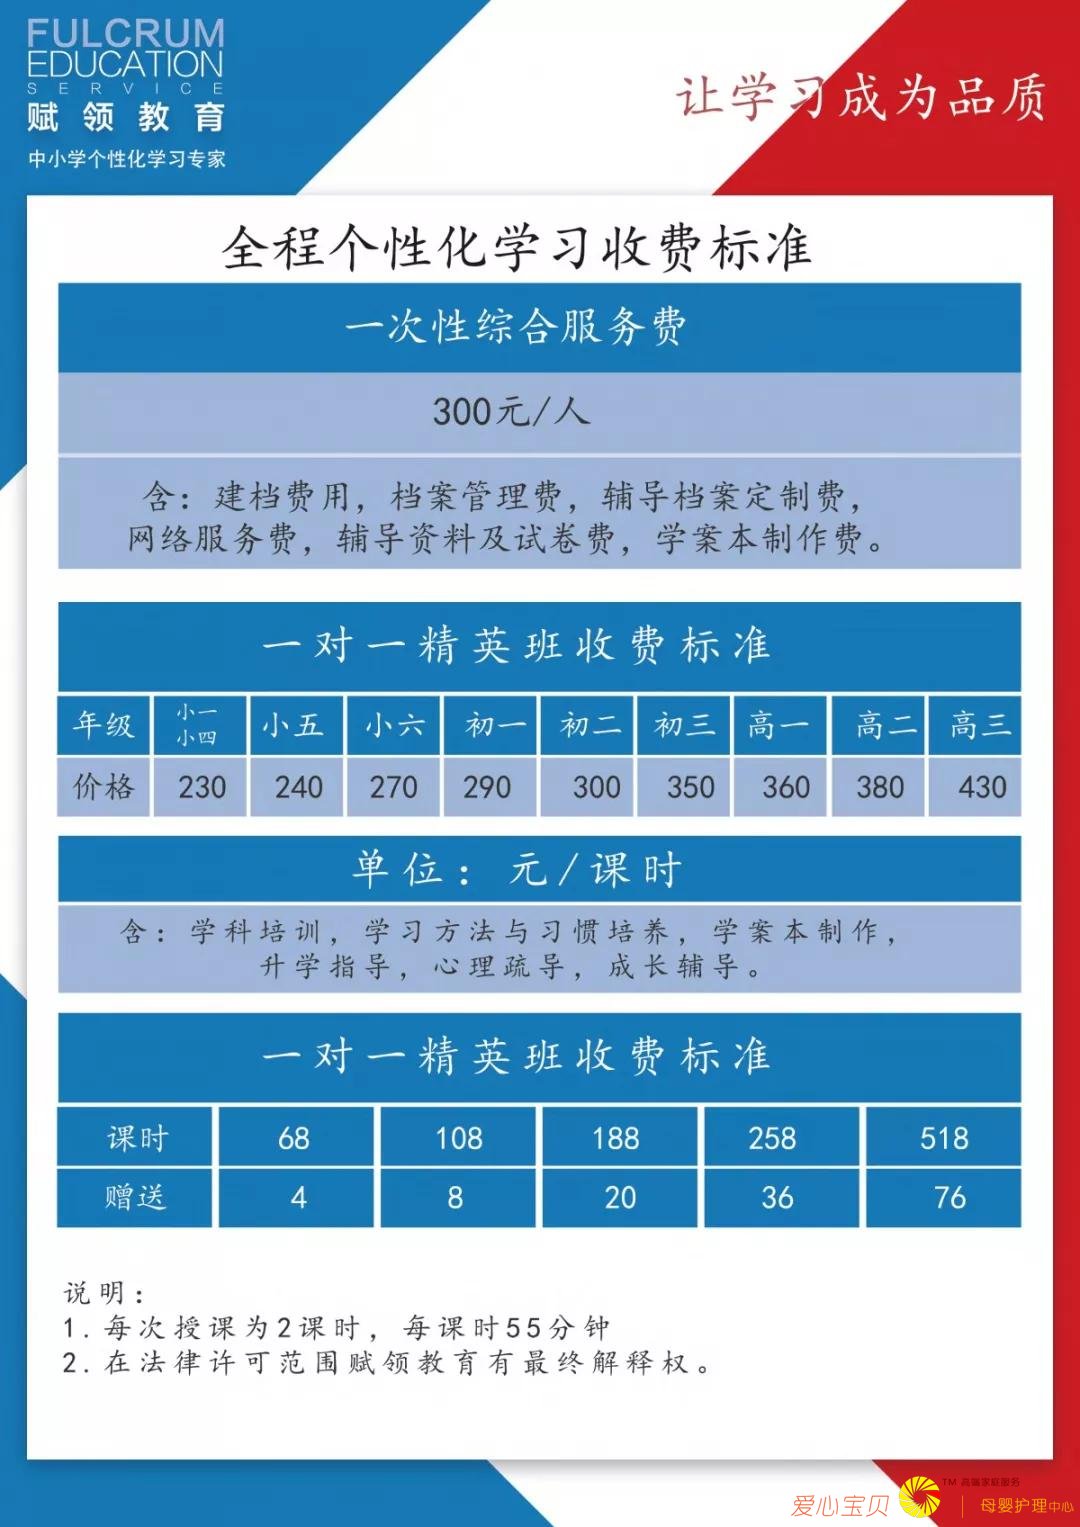 FULCRUM
EDUCATION
SERVICE
赋领教育
中小学个性化学习专家
让学习成为品质
全程个性化学习收费标准
一次性综合服务费
300元/人
含：建档费用，档案管理费，辅导档案定制费，
网络服务费，辅导资料及试卷费，学案本制作费。
一对一精英班收费标准
年级 小一小四 小五 小六 初一 初二 初三 高一 高二 高三
价格 230 240 270 290 300 350 360 380 430
单位：元/课时
含：学科培训，学习方法与习惯培养，学案本制作，
升学指导，心理疏导，成长辅导。
一对一精英班收费标准
课时 68 108 188 258 518
赠送 4 8 20 36 76
说明：
1.每次授课为2课时，每课时55分钟
2.在法律许可范围赋领教育有最终解释权。
爱心宝贝 TM 高端家庭服务
母婴护理中心